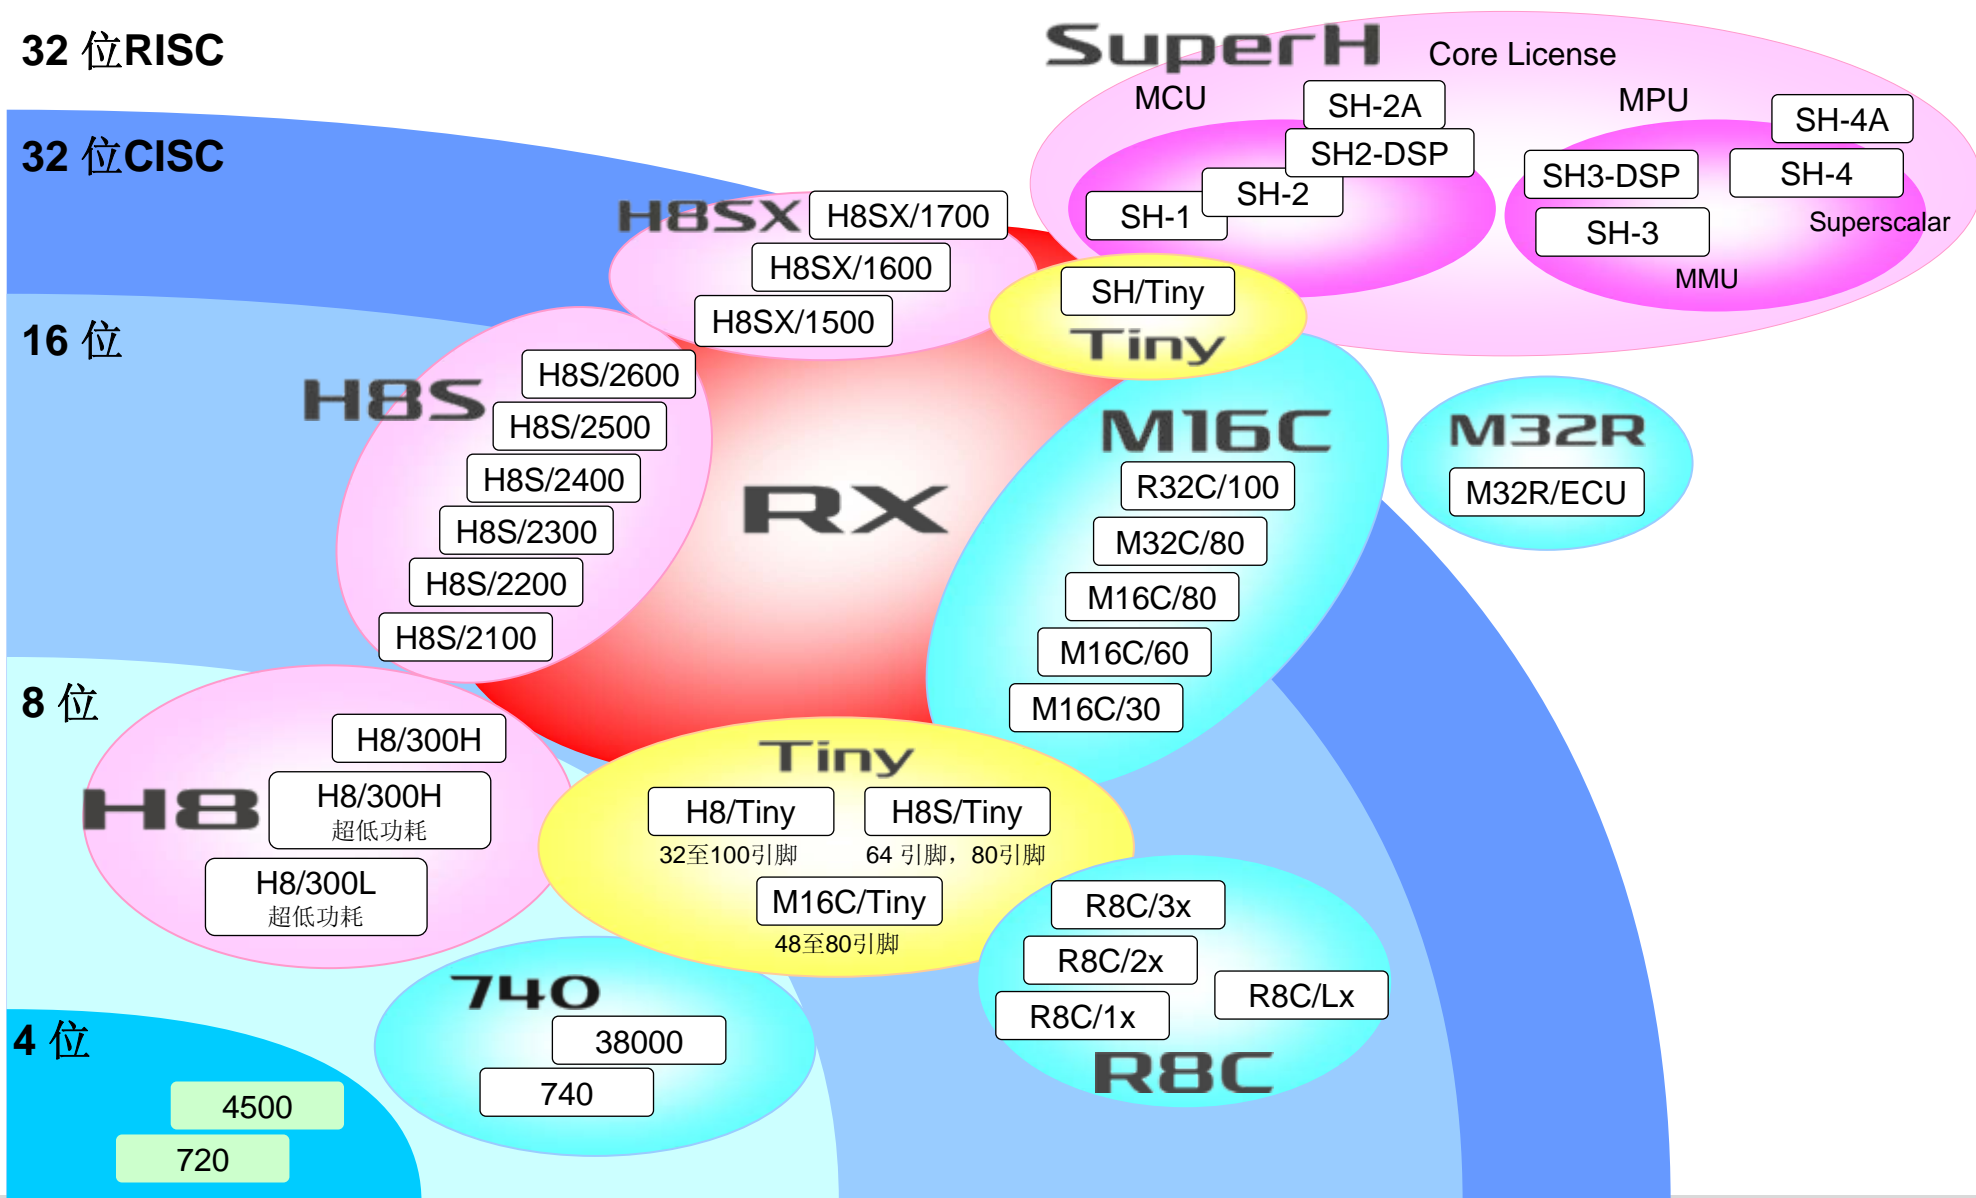 32 位RISC
SuperH
Core License
MCU
SH-2A
MPU
SH-4A
32 位CISC
SH2-DSP
SH3-DSP
SH-4
SH-2
SH-1
Superscalar
SH-3
MMU
H8SX
H8SX/1700
H8SX/1600
H8SX/1500
SH/Tiny
Tiny
16 位
H8S
H8S/2600
H8S/2500
H8S/2400
H8S/2300
H8S/2200
H8S/2100
RX
M16C
R32C/100
M32C/80
M16C/80
M16C/60
M16C/30
M32R
M32R/ECU
8 位
H8
H8/300H
H8/300H
超低功耗
H8/300L
超低功耗
Tiny
H8/Tiny
32至100引脚
H8S/Tiny
64 引脚，80引脚
M16C/Tiny
48至80引脚
R8C/3x
R8C/2x
R8C/Lx
R8C/1x
R8C
740
38000
740
4 位
4500
720